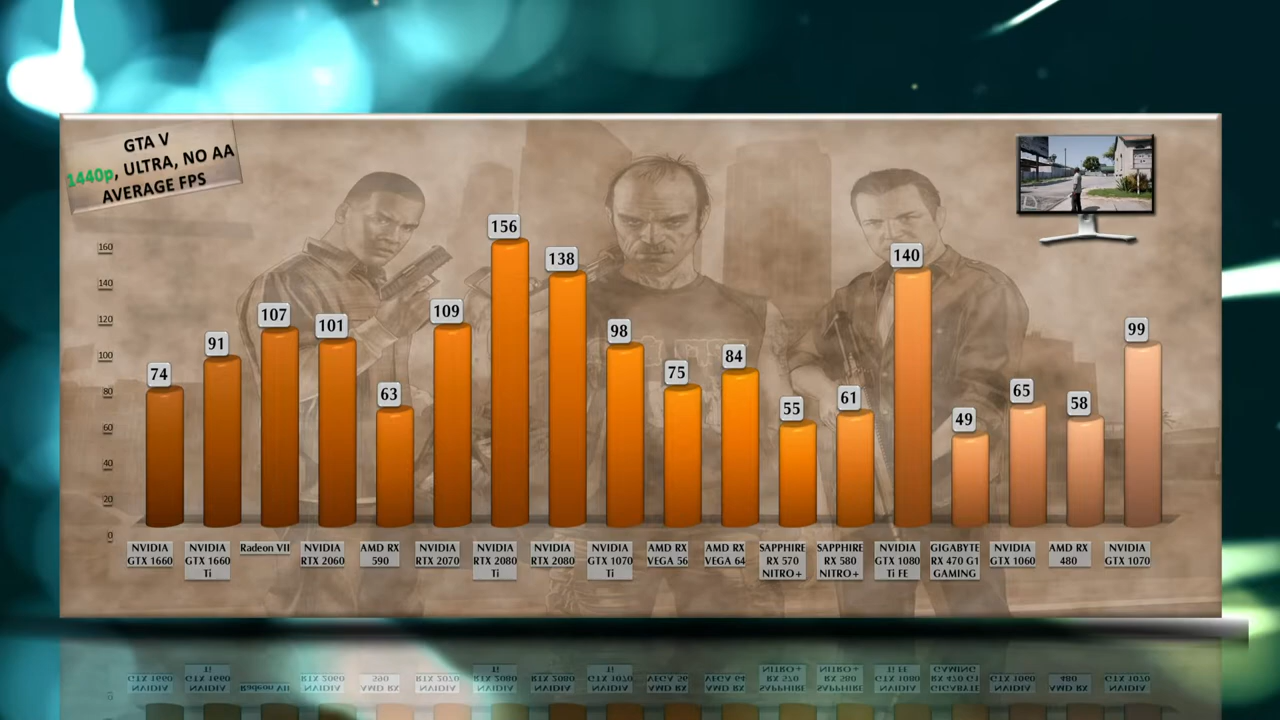 GTA V
1440p, ULTRA, NO AA
AVERAGE FPS
160
140
120
100
80
60
40
20
0
74
91
107
101
63
109
156
138
98
75
84
55
61
140
49
65
58
99
NVIDIA
GTX 1660
NVIDIA
GTX 1660
Ti
Radeon VII
NVIDIA
RTX 2060
AMD RX
590
NVIDIA
RTX 2070
NVIDIA
RTX 2080
Ti
NVIDIA
RTX 2080
NVIDIA
GTX 1070
Ti
AMD RX
VEGA 56
AMD RX
VEGA 64
SAPPHIRE
RX 570
NITRO+
SAPPHIRE
RX 580
NITRO+
NVIDIA
GTX 1080
Ti FE
GIGABYTE
RX 470 G1
GAMING
NVIDIA
GTX 1060
AMD RX
480
NVIDIA
GTX 1070